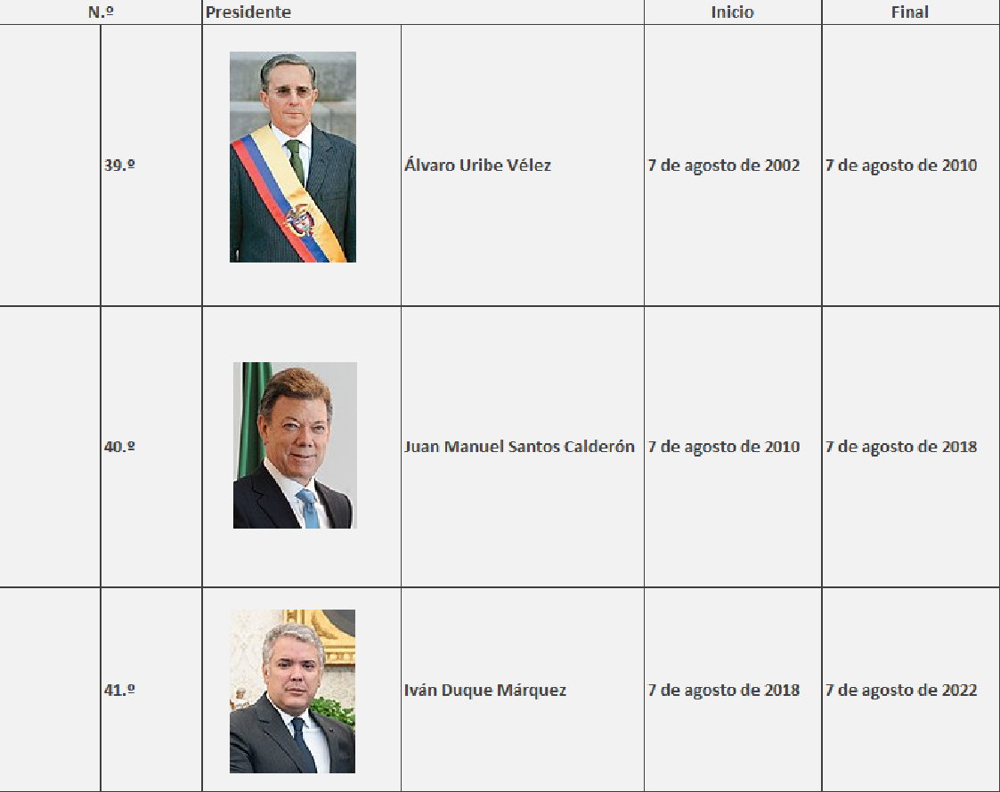 N.º Presidente Inicio Final
39.º Álvaro Uribe Vélez 7 de agosto de 2002 7 de agosto de 2010
40.º Juan Manuel Santos Calderón 7 de agosto de 2010 7 de agosto de 2018
41.º Iván Duque Márquez 7 de agosto de 2018 7 de agosto de 2022